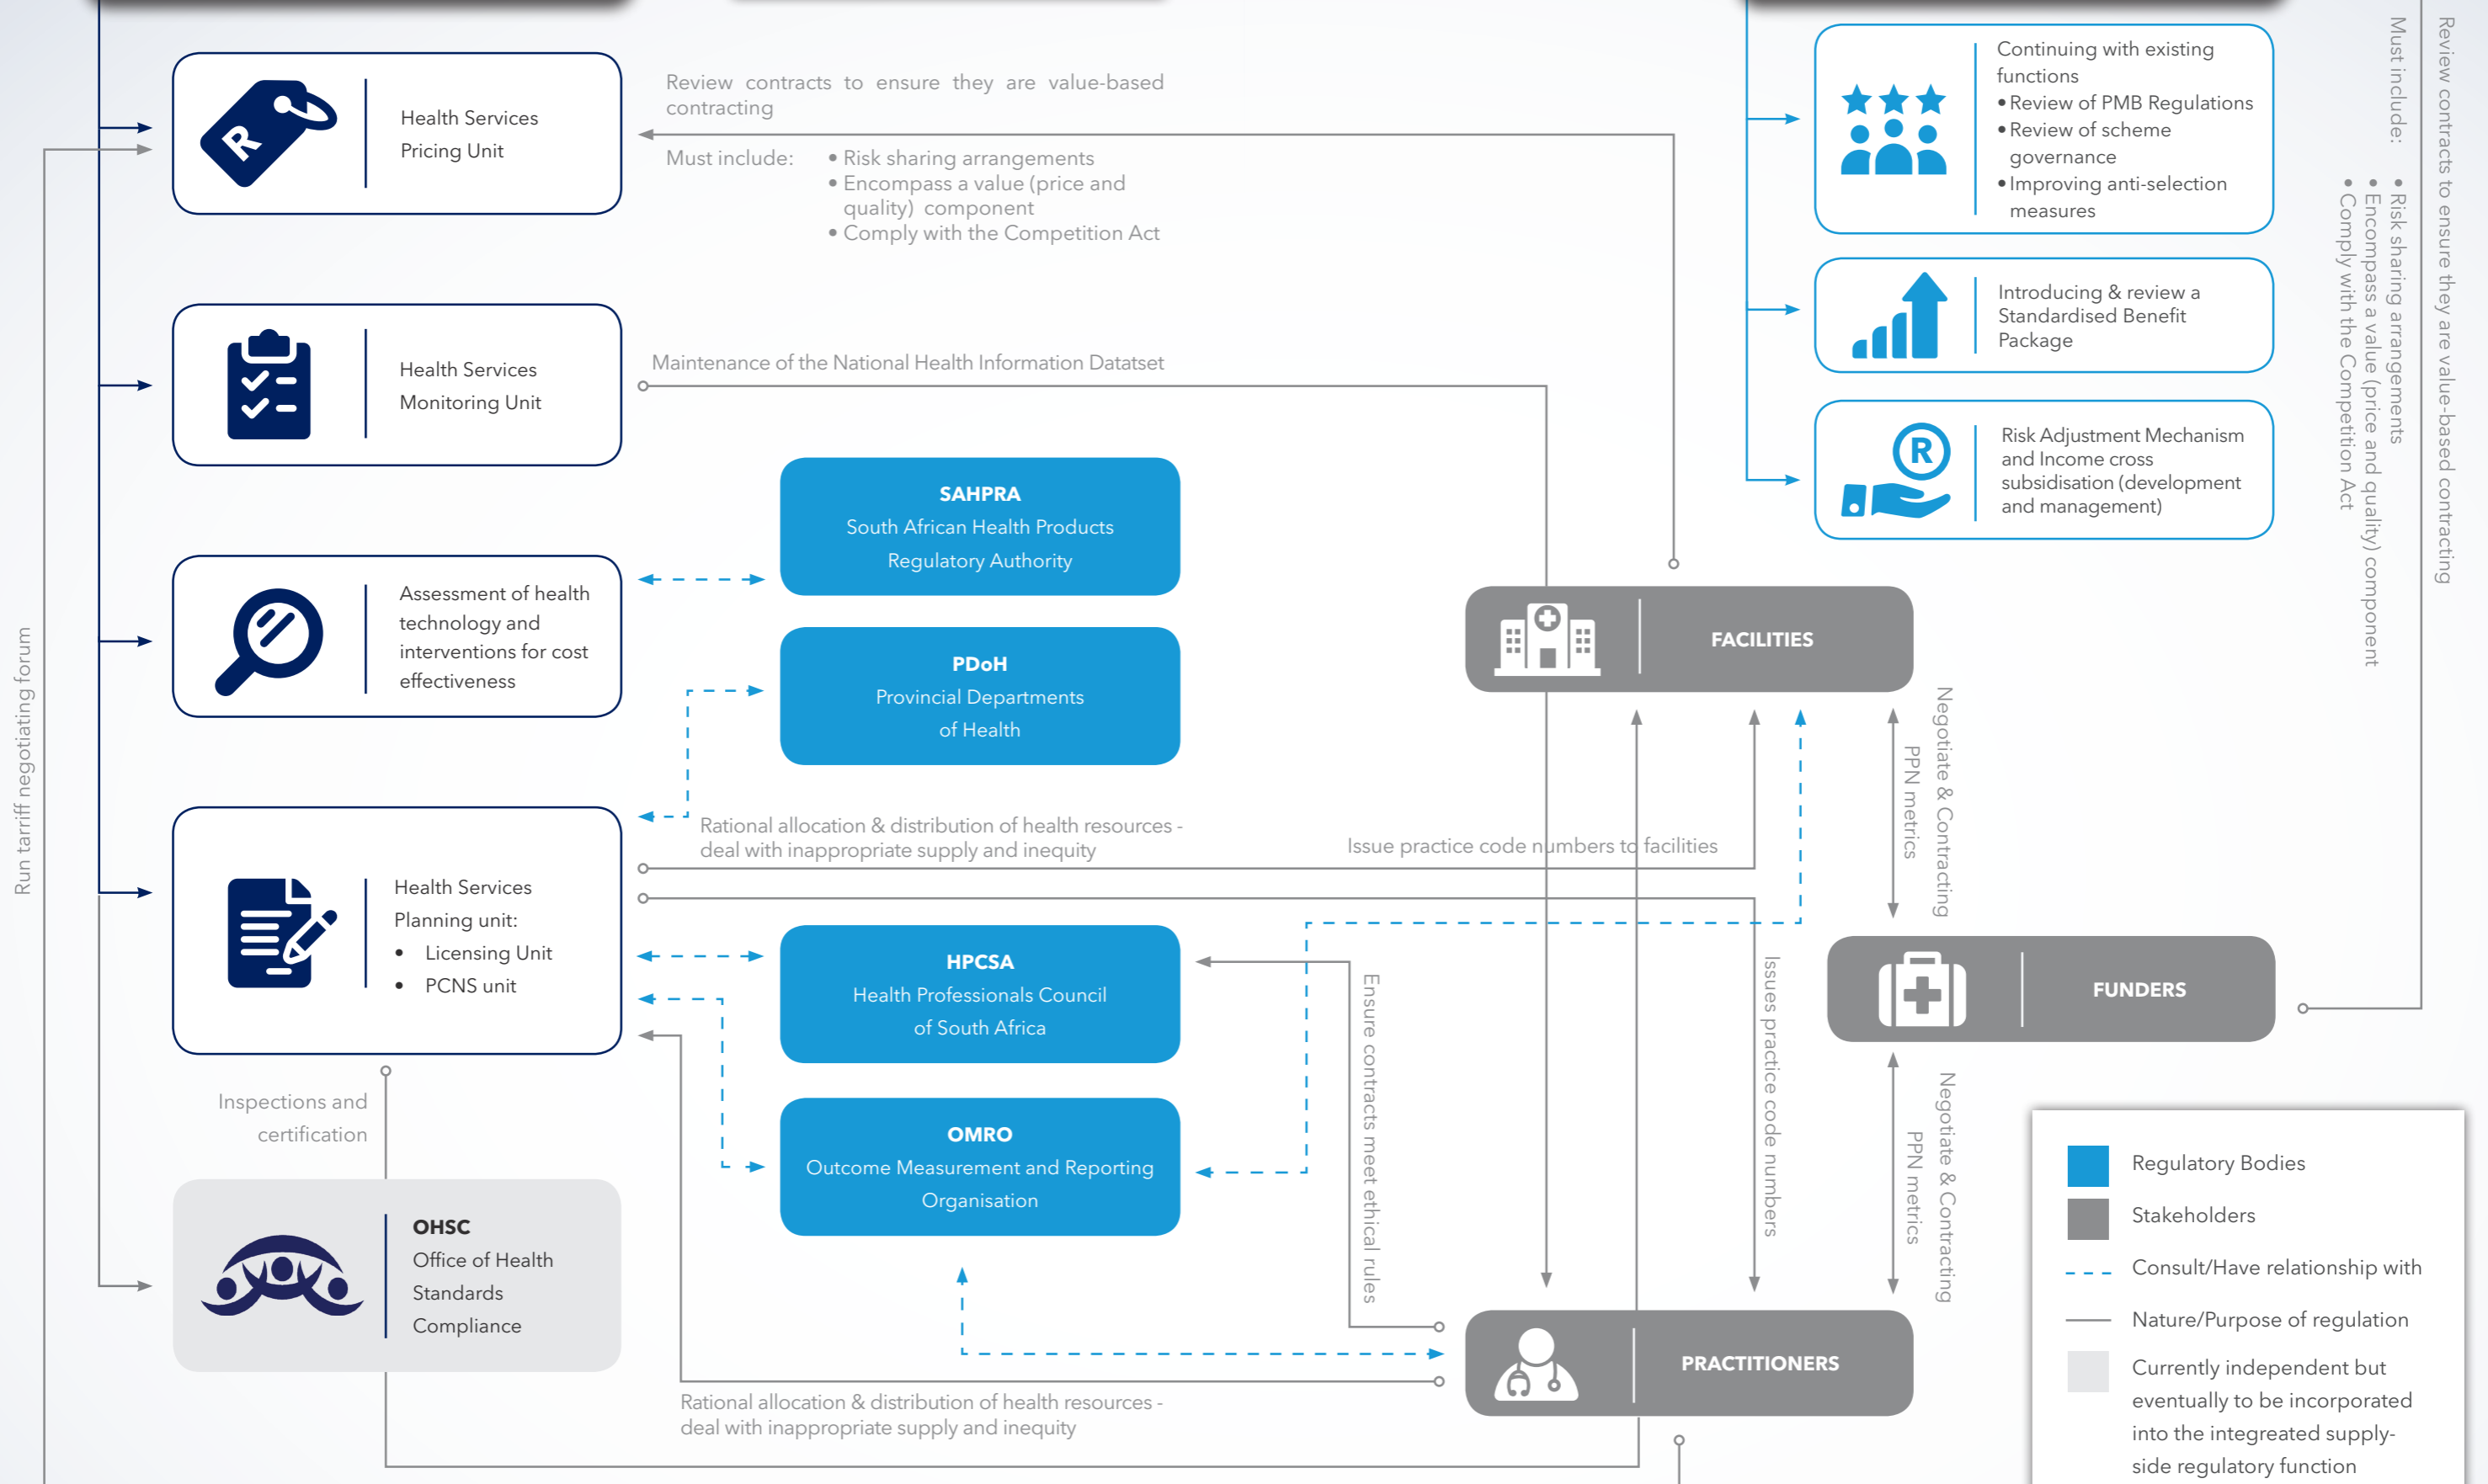 Run tarriff negotiating forum
R
Health Services
Pricing Unit
Review contracts to ensure they are value-based
contracting
Must include:
• Risk sharing arrangements
• Encompass a value (price and
quality) component
• Comply with the Competition Act
Health Services
Monitoring Unit
Maintenance of the National Health Information Datatset
Assessment of health
technology and
interventions for cost
effectiveness
SAHPRA
South African Health Products
Regulatory Authority
PDoH
Provincial Departments
of Health
Rational allocation & distribution of health resources -
deal with inappropriate supply and inequity
Issue practice code numbers to facilities
Health Services
Planning unit:
• Licensing Unit
• PCNS unit
HPCSA
Health Professionals Council
of South Africa
OMRO
Outcome Measurement and Reporting
Organisation
Inspections and
certification
OHSC
Office of Health
Standards
Compliance
Rational allocation & distribution of health resources -
deal with inappropriate supply and inequity
Ensure contracts meet ethical rules
Issues practice code numbers
Continuing with existing
functions
• Review of PMB Regulations
• Review of scheme
governance
• Improving anti-selection
measures
Introducing & review a
Standardised Benefit
Package
R
Risk Adjustment Mechanism
and Income cross
subsidisation (development
and management)
Review contracts to ensure they are value-based contracting
Must include:
• Risk sharing arrangements
• Encompass a value (price and quality) component
• Comply with the Competition Act
FACILITIES
Negotiate & Contracting
PPN metrics
FUNDERS
Negotiate & Contracting
PPN metrics
PRACTITIONERS
Regulatory Bodies
Stakeholders
Consult/Have relationship with
Nature/Purpose of regulation
Currently independent but
eventually to be incorporated
into the integreated supply-
side regulatory function